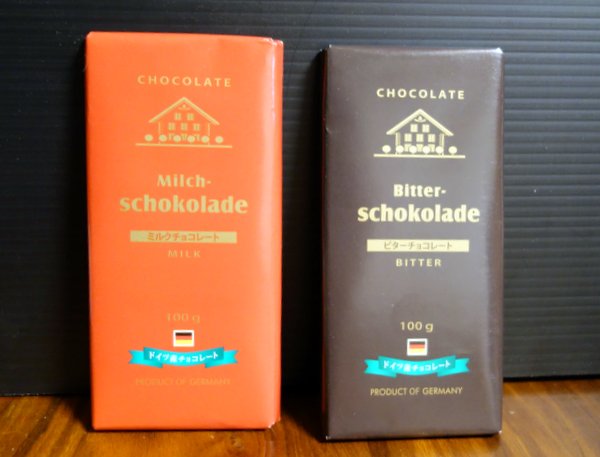 CHOCOLATE
Milch-
schokolade
ミルクチョコレート
MILK
100g
ドイツ産チョコレート
PRODUCT OF GERMANY
CHOCOLATE
Bitter-
schokolade
ビターチョコレート
BITTER
100g
ドイツ産チョコレート
PRODUCT OF GERMANY